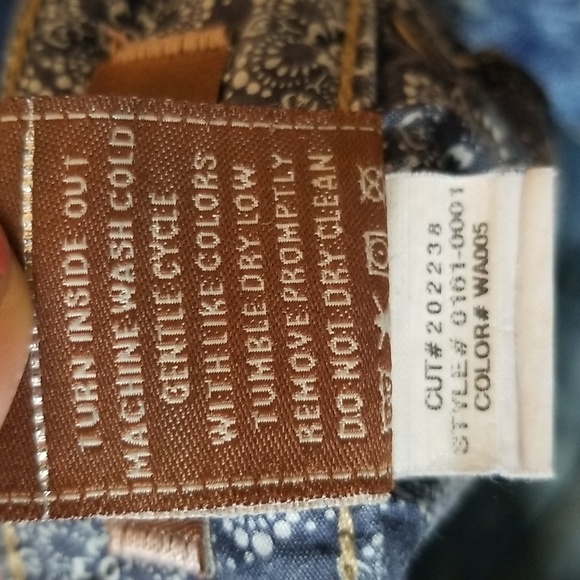 TURN INSIDE OUT
MACHINE WASH COLD
GENTLE CYCLE
WITH LIKE COLORS
TUMBLE DRY LOW
REMOVE PROMPTLY
DO NOT DRY CLEAN
CUT# 202238
STYLE# 0101-0001
COLOR# WA005